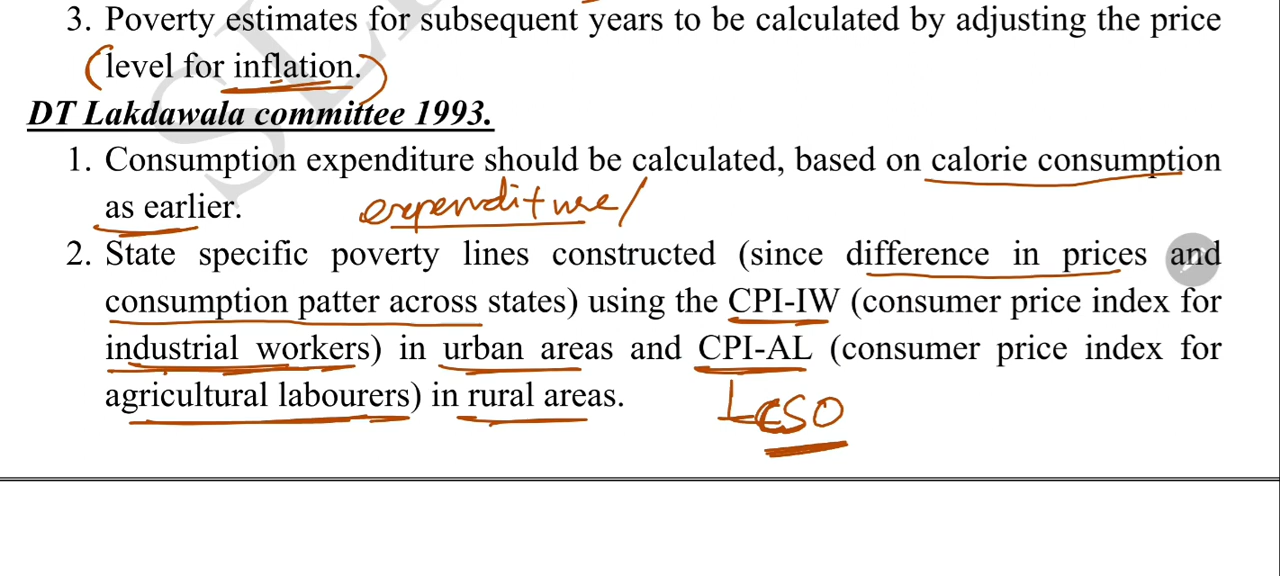 3. Poverty estimates for subsequent years to be calculated by adjusting the price
(level for inflation.)
DT Lakdawala committee 1993.
1. Consumption expenditure should be calculated, based on calorie consumption
as earlier. expenditure/
2. State specific poverty lines constructed (since difference in prices and
consumption patter across states) using the CPI-IW (consumer price index for
industrial workers) in urban areas and CPI-AL (consumer price index for
agricultural labourers) in rural areas.
CSO